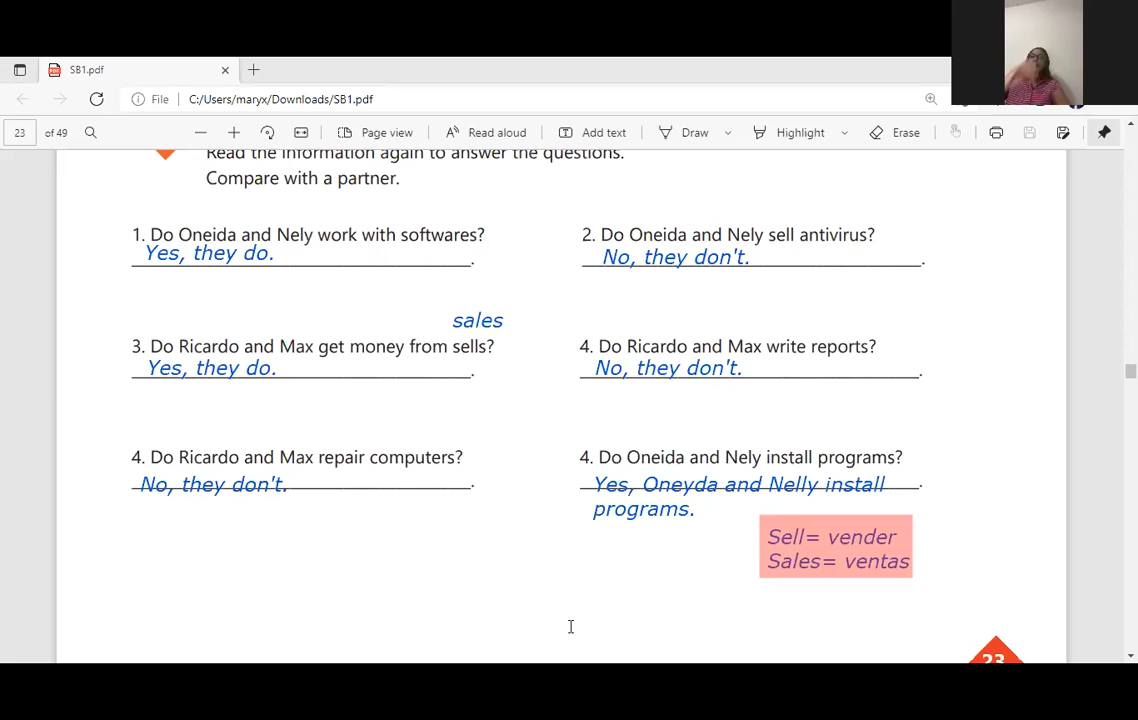 SB1.pdf
File C:/Users/maryx/Downloads/SB1.pdf
23 of 49 Page view Read aloud Add text Draw Highlight Erase
Read the information again to answer the questions.
Compare with a partner.
1. Do Oneida and Nely work with softwares?
Yes, they do.
2. Do Oneida and Nely sell antivirus?
No, they don't.
sales
3. Do Ricardo and Max get money from sells?
Yes, they do.
4. Do Ricardo and Max write reports?
No, they don't.
4. Do Ricardo and Max repair computers?
No, they don't.
4. Do Oneida and Nely install programs?
Yes, Oneyda and Nelly install
programs.
Sell= vender
Sales= ventas
23